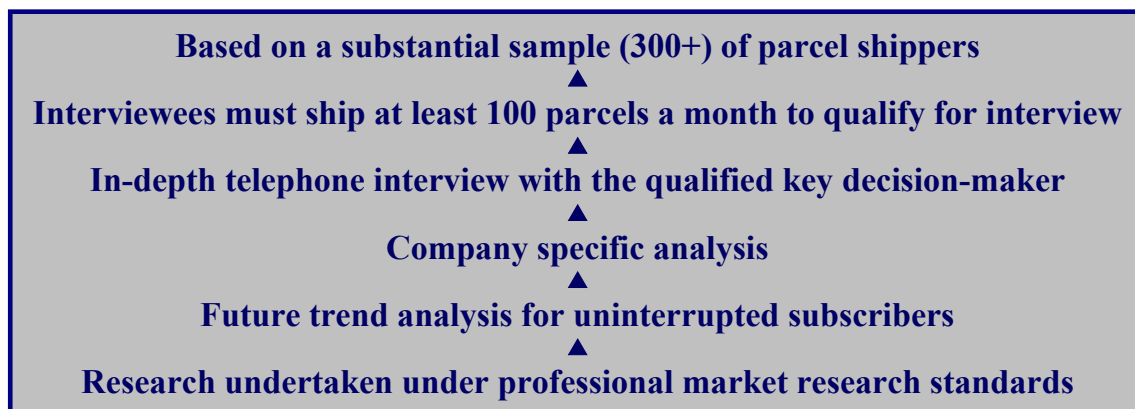 Based on a substantial sample (300+) of parcel shippers
Interviewees must ship at least 100 parcels a month to qualify for interview
In-depth telephone interview with the qualified key decision-maker
Company specific analysis
Future trend analysis for uninterrupted subscribers
Research undertaken under professional market research standards